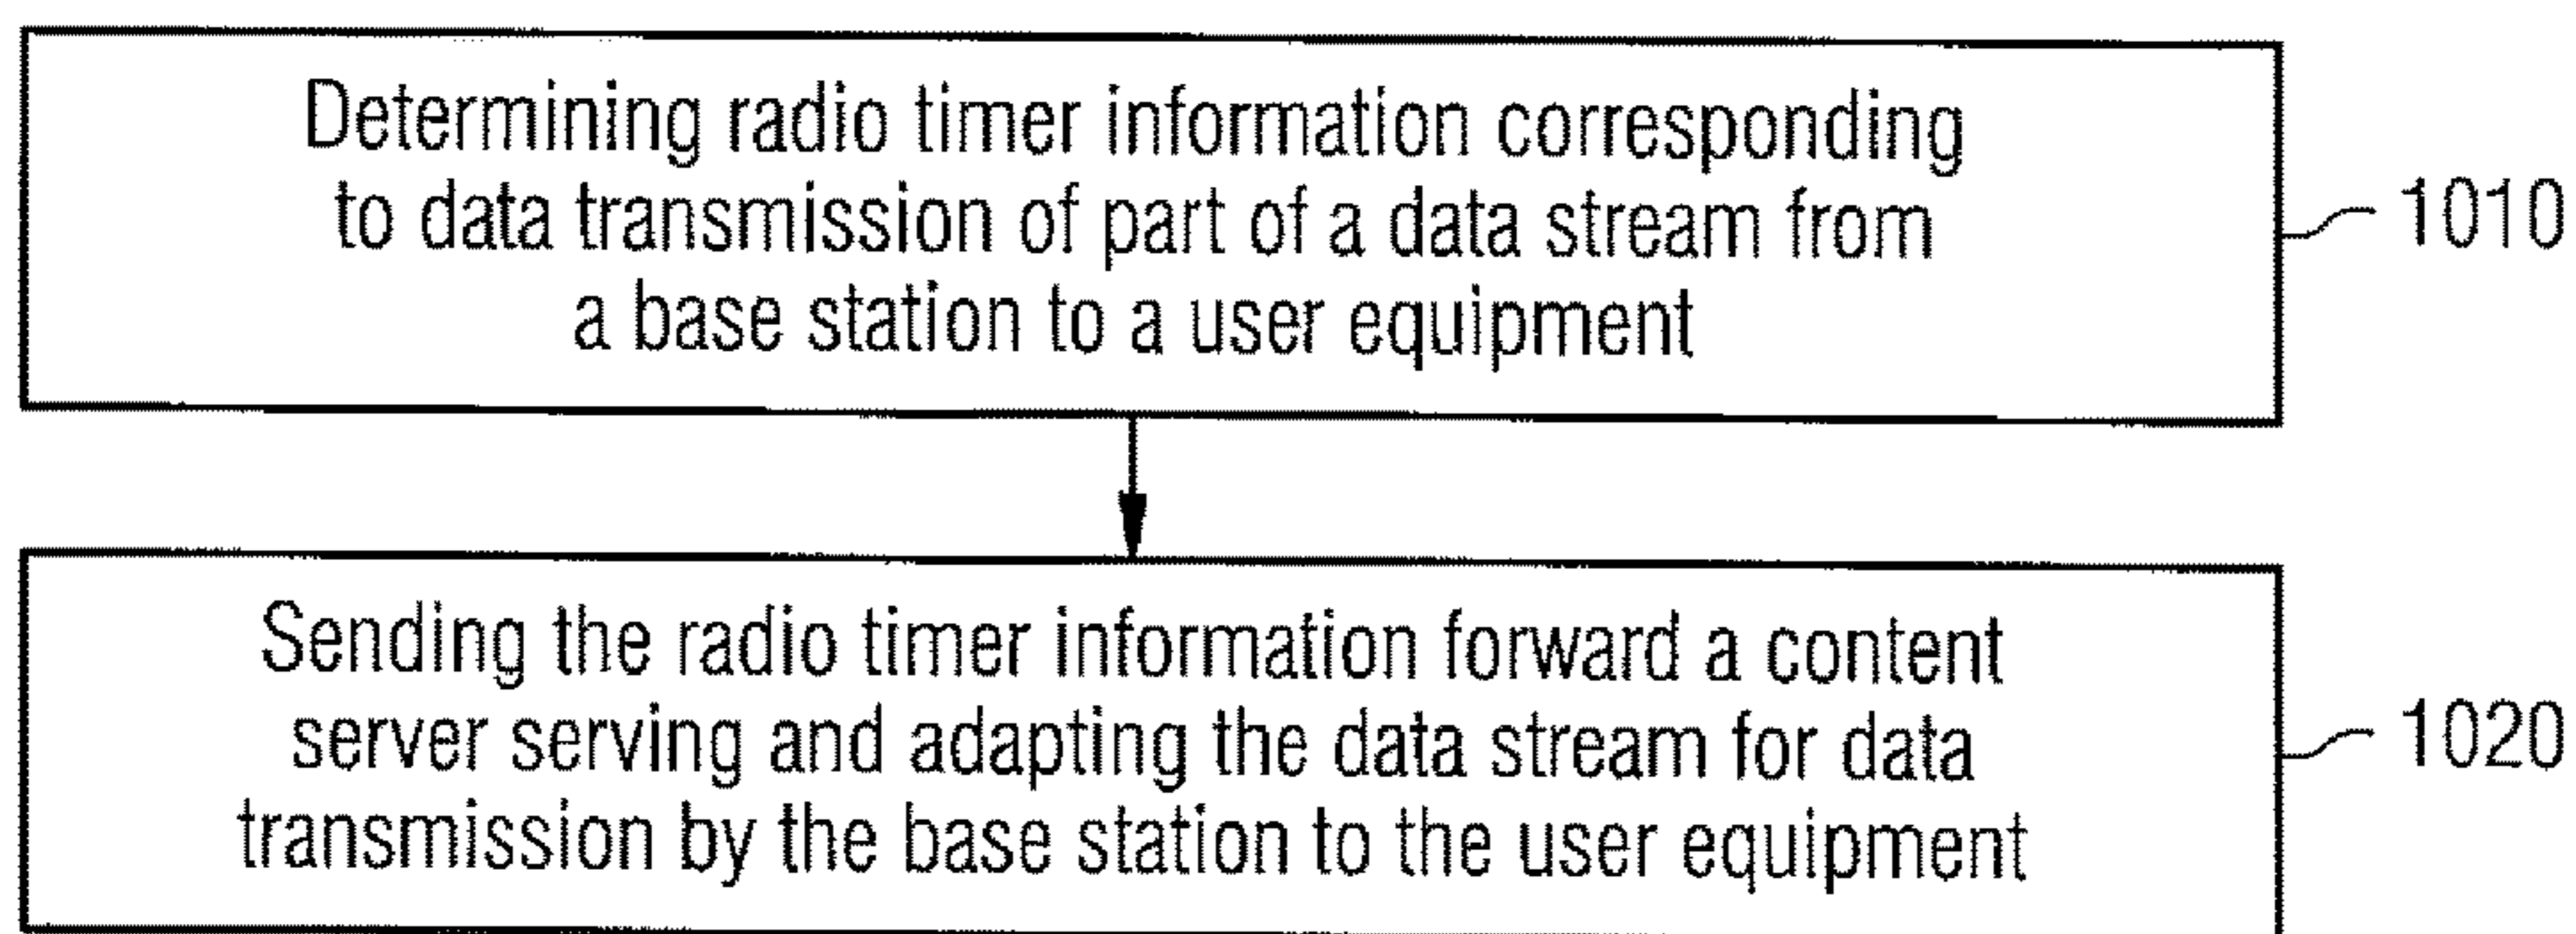 Determining radio timer information corresponding
to data transmission of part of a data stream from
a base station to a user equipment
1010
Sending the radio timer information forward a content
server serving and adapting the data stream for data
transmission by the base station to the user equipment
1020